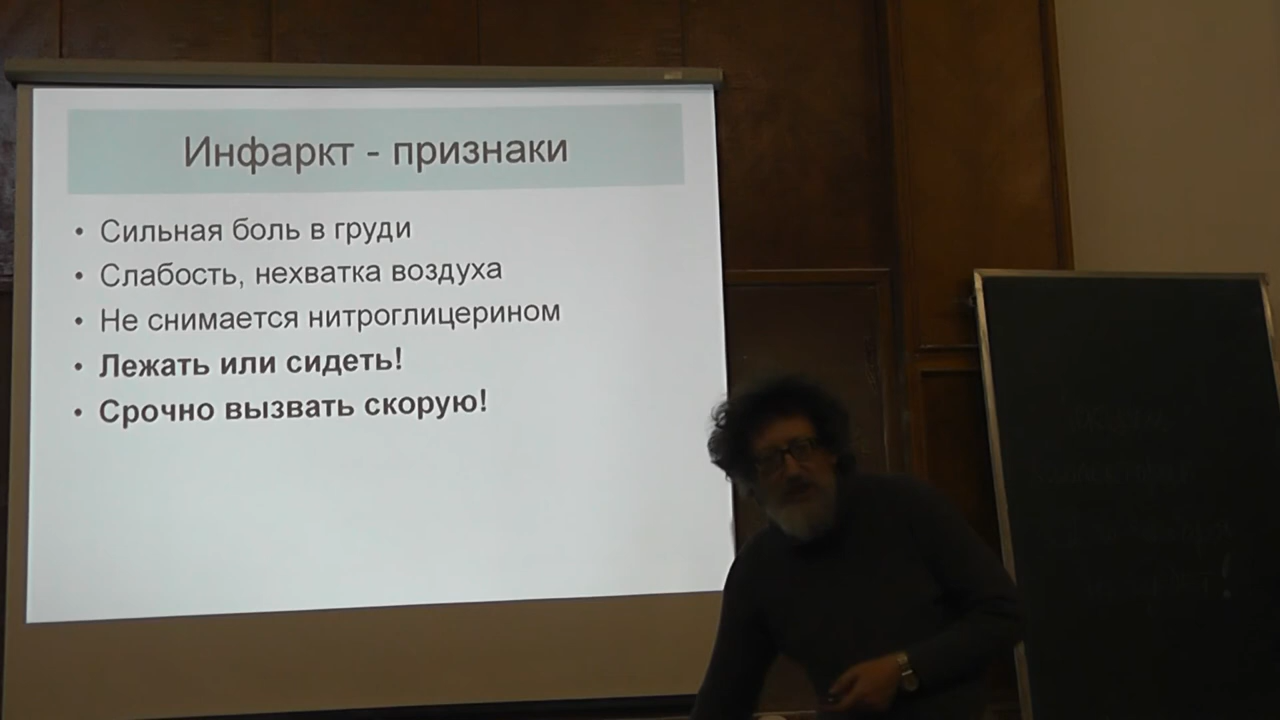 Инфаркт - признаки
• Сильная боль в груди
• Слабость, нехватка воздуха
• Не снимается нитроглицерином
• Лежать или сидеть!
• Срочно вызвать скорую!